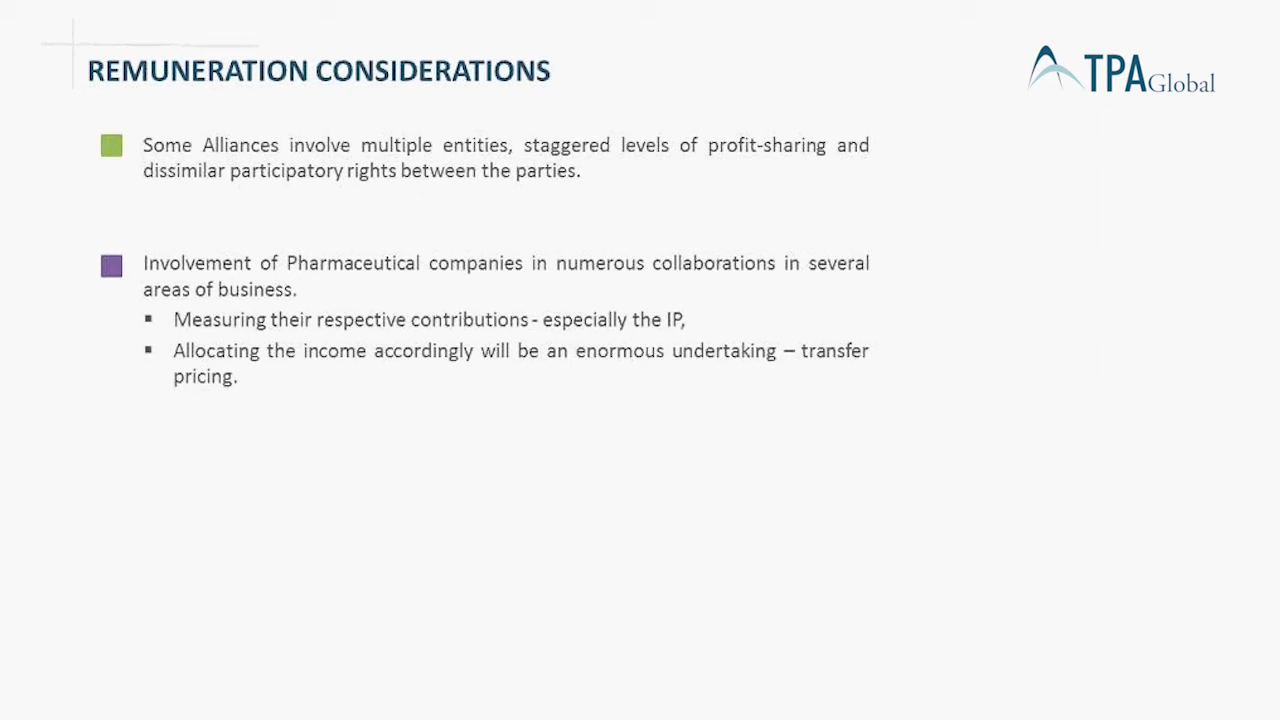 REMUNERATION CONSIDERATIONS
TPA Global
Some Alliances involve multiple entities, staggered levels of profit-sharing and
dissimilar participatory rights between the parties.
Involvement of Pharmaceutical companies in numerous collaborations in several
areas of business.
▪ Measuring their respective contributions - especially the IP,
▪ Allocating the income accordingly will be an enormous undertaking – transfer
pricing.